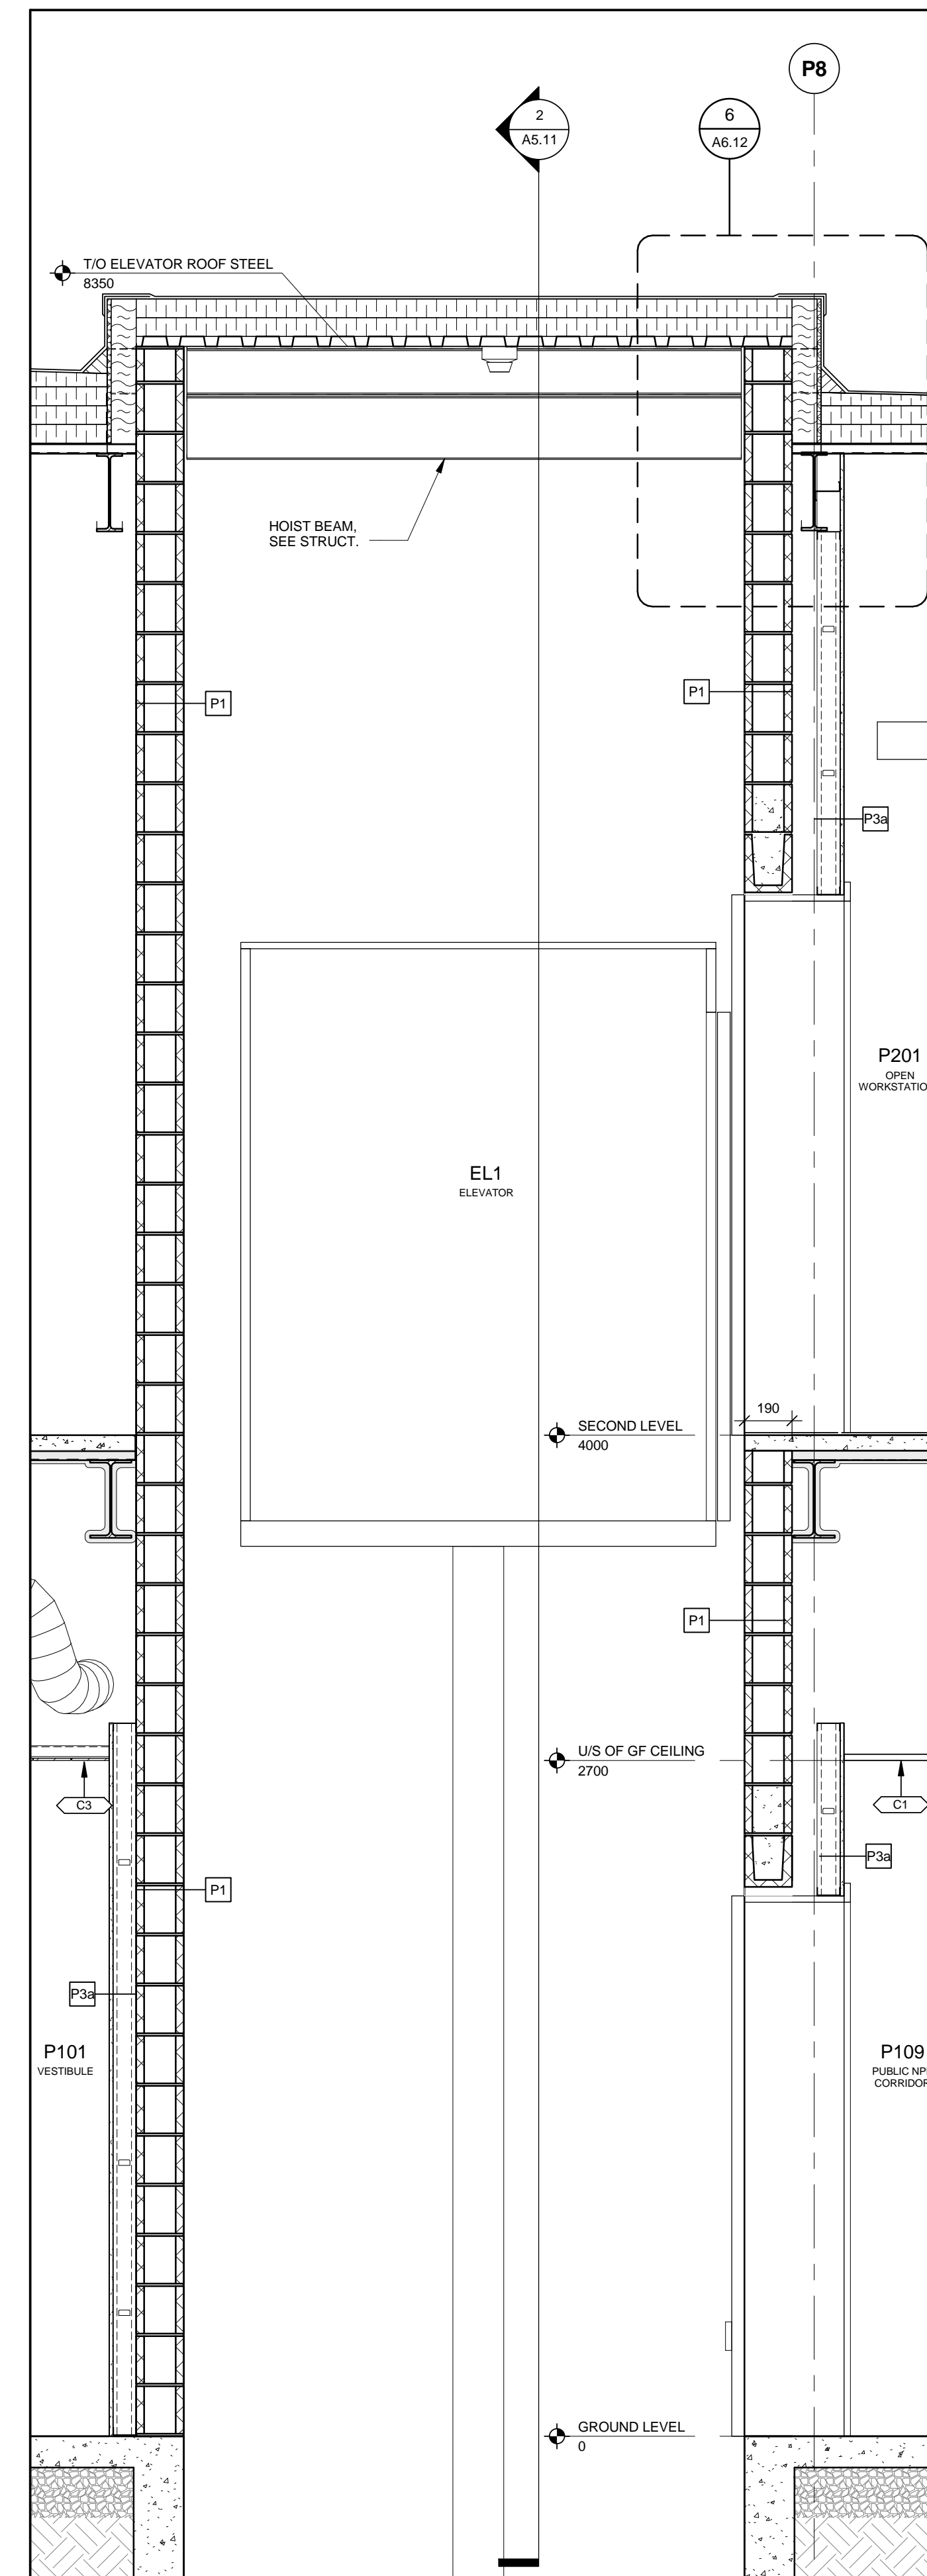 P8
2
A5.11
6
A6.12
T/O ELEVATOR ROOF STEEL
8350
HOIST BEAM,
SEE STRUCT.
P1
P1
P3a
P201
OPEN
EL1
ELEVATOR
190
SECOND LEVEL
4000
P1
U/S OF GF CEILING
2700
C3
C1
P3a
P1
P3a
P101
VESTIBULE
P109
PUBLIC
CORRIDOR
GROUND LEVEL
0